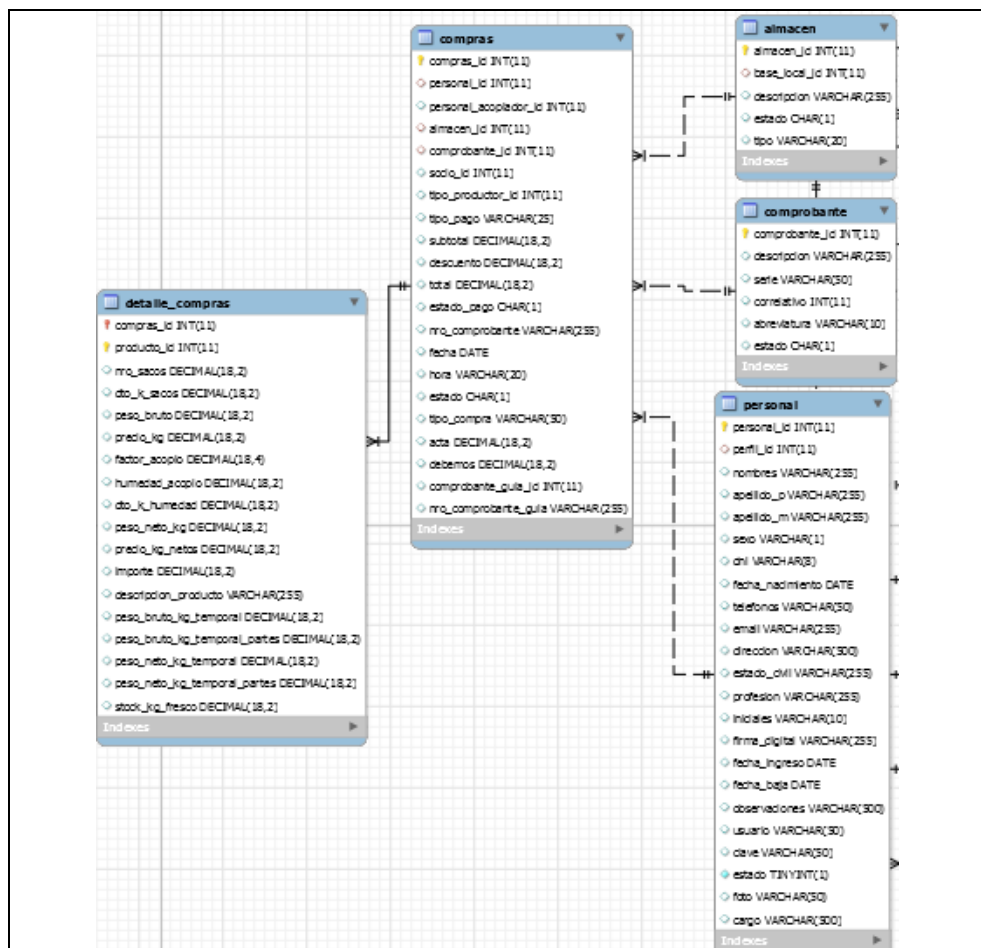 compras
compras_id INT(11)
personal_id INT(11)
personal_acopiador_id INT(11)
almacen_id INT(11)
comprobante_id INT(11)
socio_id INT(11)
tipo_productor_id INT(11)
tipo_pago VARCHAR(25)
subtotal DECIMAL(18,2)
descuento DECIMAL(18,2)
total DECIMAL(18,2)
estado_pago CHAR(1)
nro_comprobante VARCHAR(255)
fecha DATE
hora VARCHAR(20)
estado CHAR(1)
tipo_compra VARCHAR(50)
acta DECIMAL(18,2)
debemos DECIMAL(18,2)
comprobante_guia_id INT(11)
nro_comprobante_guia VARCHAR(255)
Indexes
almacen
almacen_id INT(11)
base_local_id INT(11)
descripcion VARCHAR(255)
estado CHAR(1)
tipo VARCHAR(20)
Indexes
comprobante
comprobante_id INT(11)
descripcion VARCHAR(255)
serie VARCHAR(50)
correlativo INT(11)
abreviatura VARCHAR(10)
estado CHAR(1)
Indexes
detalle_compras
compras_id INT(11)
producto_id INT(11)
nro_sacos DECIMAL(18,2)
dto_k_sacos DECIMAL(18,2)
peso_bruto DECIMAL(18,2)
precio_kg DECIMAL(18,2)
factor_acopio DECIMAL(18,4)
humedad_acopio DECIMAL(18,2)
dto_k_humedad DECIMAL(18,2)
peso_neto_kg DECIMAL(18,2)
precio_kg_netos DECIMAL(18,2)
importe DECIMAL(18,2)
descripcion_producto VARCHAR(255)
peso_bruto_kg_temporal DECIMAL(18,2)
peso_bruto_kg_temporal_partes DECIMAL(18,2)
peso_neto_kg_temporal DECIMAL(18,2)
peso_neto_kg_temporal_partes DECIMAL(18,2)
stock_kg_fresco DECIMAL(18,2)
Indexes
personal
personal_id INT(11)
perfil_id INT(11)
nombres VARCHAR(255)
apellido_p VARCHAR(255)
apellido_m VARCHAR(255)
sexo VARCHAR(1)
dni VARCHAR(8)
fecha_nacimiento DATE
telefonos VARCHAR(50)
email VARCHAR(255)
direccion VARCHAR(500)
estado_civil VARCHAR(255)
profesion VARCHAR(255)
iniciales VARCHAR(10)
firma_digital VARCHAR(255)
fecha_ingreso DATE
fecha_baja DATE
observaciones VARCHAR(500)
usuario VARCHAR(50)
clave VARCHAR(50)
estado TINYINT(1)
foto VARCHAR(50)
cargo VARCHAR(500)
Indexes